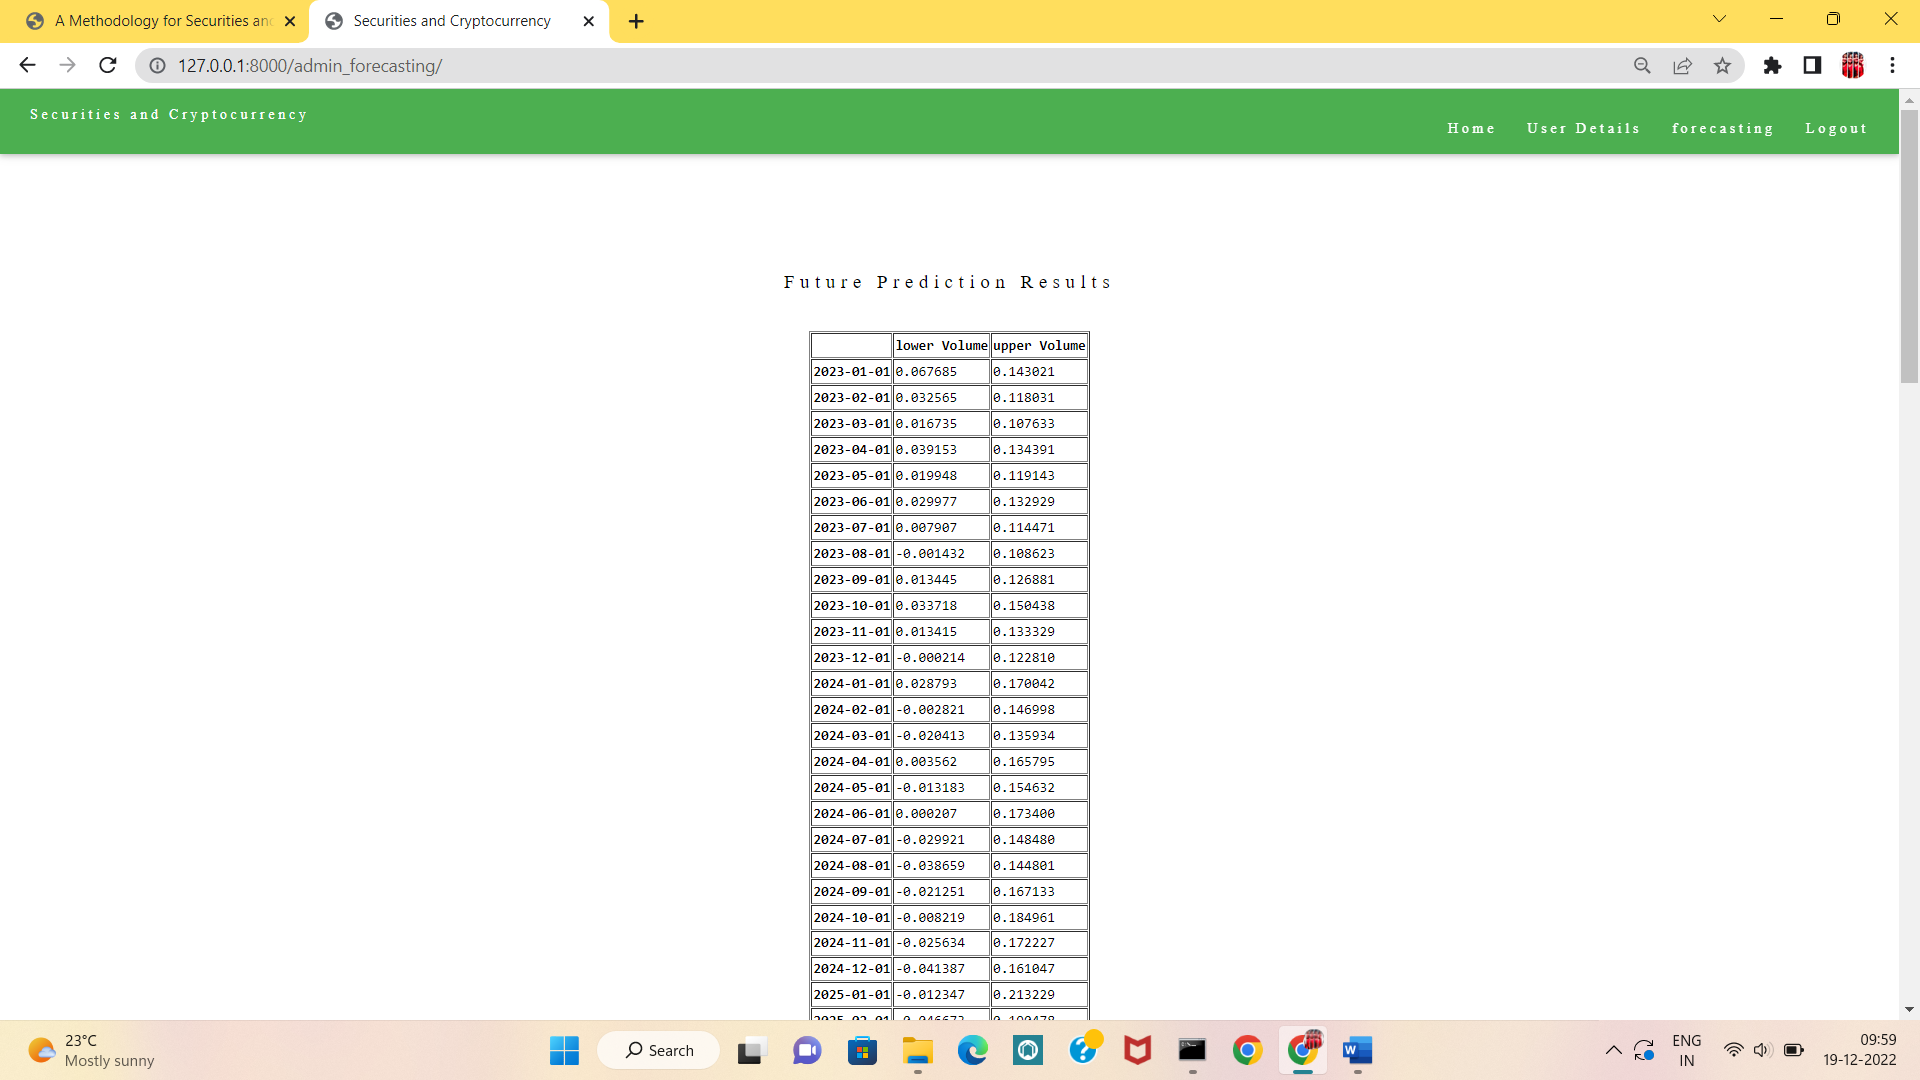 A Methodology for Securities an
Securities and Cryptocurrency
127.0.0.1:8000/admin_forecasting/
Securities and Cryptocurrency
Home User Details forecasting Logout
Future Prediction Results
lower Volume upper Volume
2023-01-01 0.067685 0.143021
2023-02-01 0.032565 0.118031
2023-03-01 0.016735 0.107633
2023-04-01 0.039153 0.134391
2023-05-01 0.019948 0.119143
2023-06-01 0.029977 0.132929
2023-07-01 0.007907 0.114471
2023-08-01 -0.001432 0.108623
2023-09-01 0.013445 0.126881
2023-10-01 0.033718 0.150438
2023-11-01 0.013415 0.133329
2023-12-01 -0.000214 0.122810
2024-01-01 0.028793 0.170042
2024-02-01 -0.002821 0.146998
2024-03-01 -0.020413 0.135934
2024-04-01 0.003562 0.165795
2024-05-01 -0.013183 0.154632
2024-06-01 0.000207 0.173400
2024-07-01 -0.029921 0.148480
2024-08-01 -0.038659 0.144801
2024-09-01 -0.021251 0.167133
2024-10-01 -0.008219 0.184961
2024-11-01 -0.025634 0.172227
2024-12-01 -0.041387 0.161047
2025-01-01 -0.012347 0.213229
23°C
Mostly sunny
Search
ENG
IN
09:59
19-12-2022